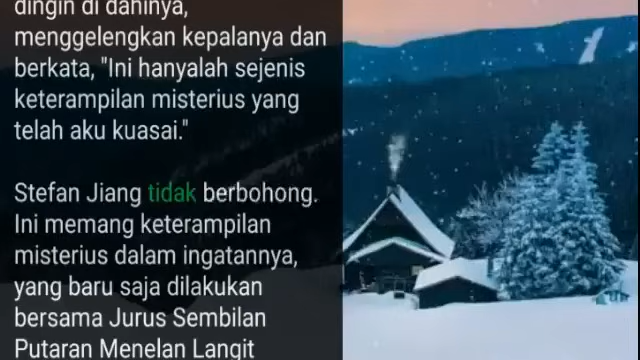 dingin di dahinya,
menggelengkan kepalanya dan
berkata, "Ini hanyalah sejenis
keterampilan misterius yang
telah aku kuasai."
Stefan Jiang tidak berbohong.
Ini memang keterampilan
misterius dalam ingatannya,
yang baru saja dilakukan
bersama Jurus Sembilan
Putaran Menelan Langit